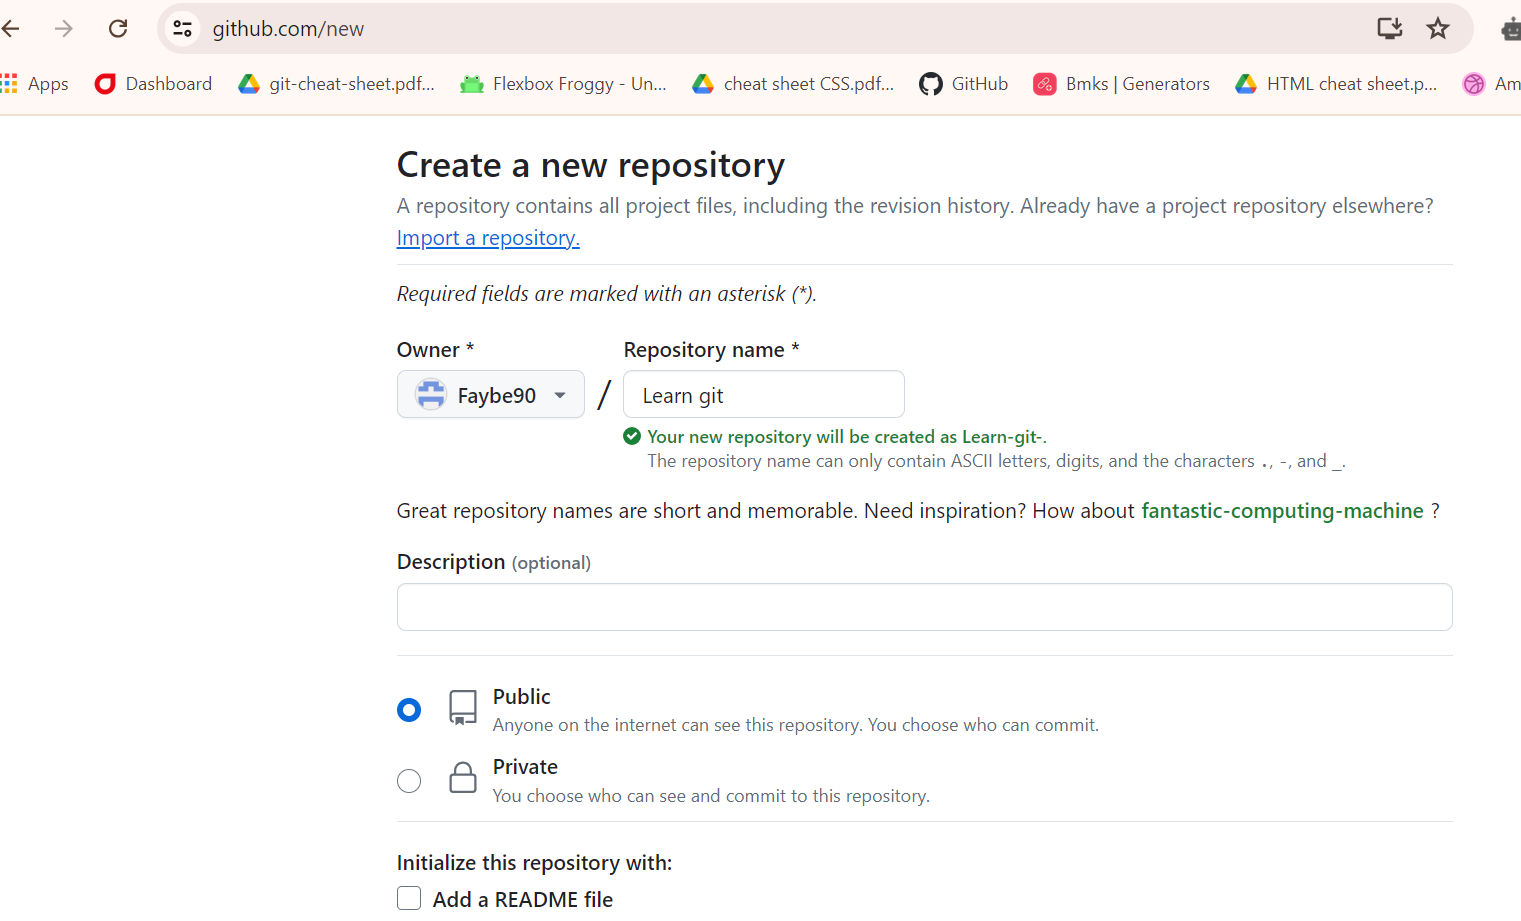 github.com/new
Apps Dashboard git-cheat-sheet.pdf... Flexbox Froggy - Un... cheat sheet CSS.pdf... GitHub Bmks | Generators HTML cheat sheet.p... Am
Create a new repository
A repository contains all project files, including the revision history. Already have a project repository elsewhere?
Import a repository.
Required fields are marked with an asterisk (*).
Owner * Repository name *
Faybe90 / Learn git
Your new repository will be created as Learn-git-.
The repository name can only contain ASCII letters, digits, and the characters ., -, and _.
Great repository names are short and memorable. Need inspiration? How about fantastic-computing-machine ?
Description (optional)
Public
Anyone on the internet can see this repository. You choose who can commit.
Private
You choose who can see and commit to this repository.
Initialize this repository with:
Add a README file